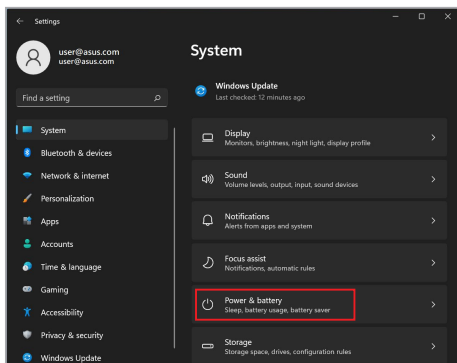 Settings
user@asus.com
user@asus.com
Find a setting
System
Bluetooth & devices
Network & internet
Personalization
Apps
Accounts
Time & language
Gaming
Accessibility
Privacy & security
Windows Update
System
Windows Update
Last checked: 12 minutes ago
Display
Monitors, brightness, night light, display profile
Sound
Volume levels, output, input, sound devices
Notifications
Alerts from apps and system
Focus assist
Notifications, automatic rules
Power & battery
Sleep, battery usage, battery saver
Storage
Storage space, drives, configuration rules